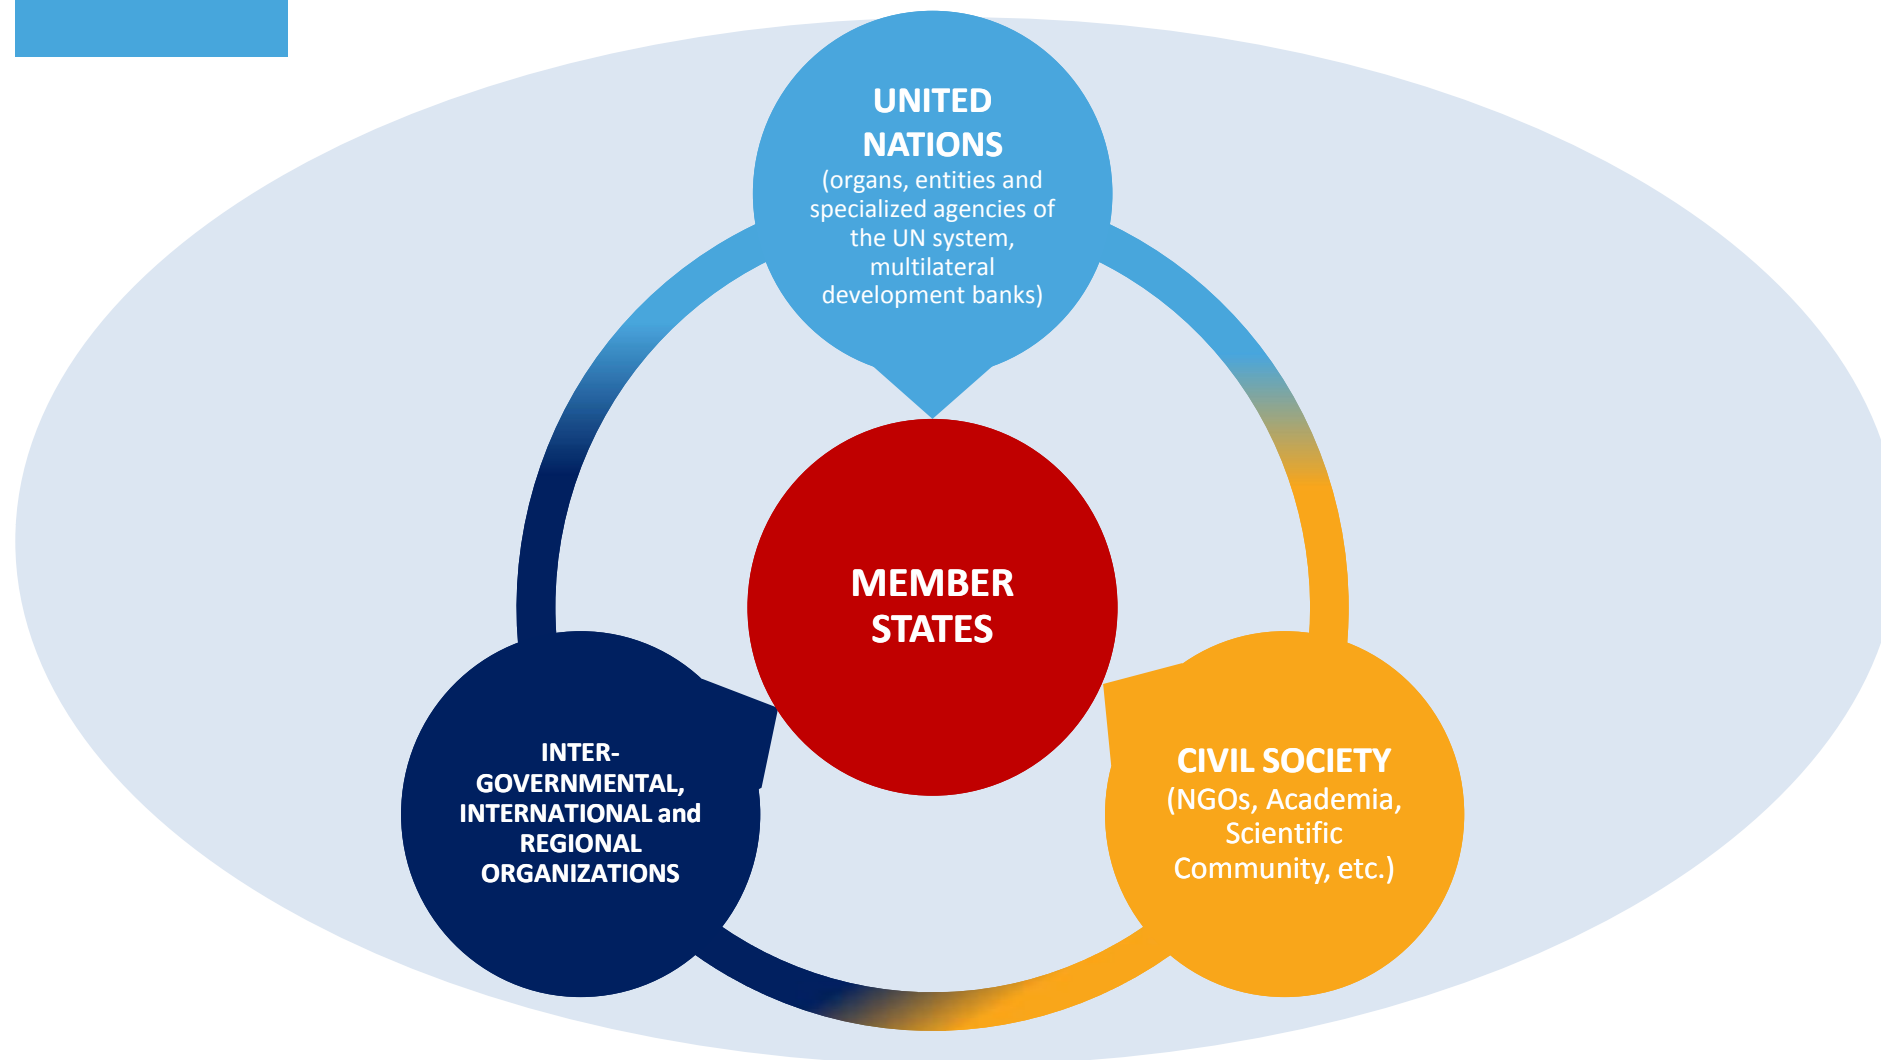 UNITED
NATIONS
(organs, entities and
specialized agencies of
the UN system,
multilateral
development banks)
MEMBER
STATES
INTER-
GOVERNMENTAL,
INTERNATIONAL and
REGIONAL
ORGANIZATIONS
CIVIL SOCIETY
(NGOs, Academia,
Scientific
Community, etc.)